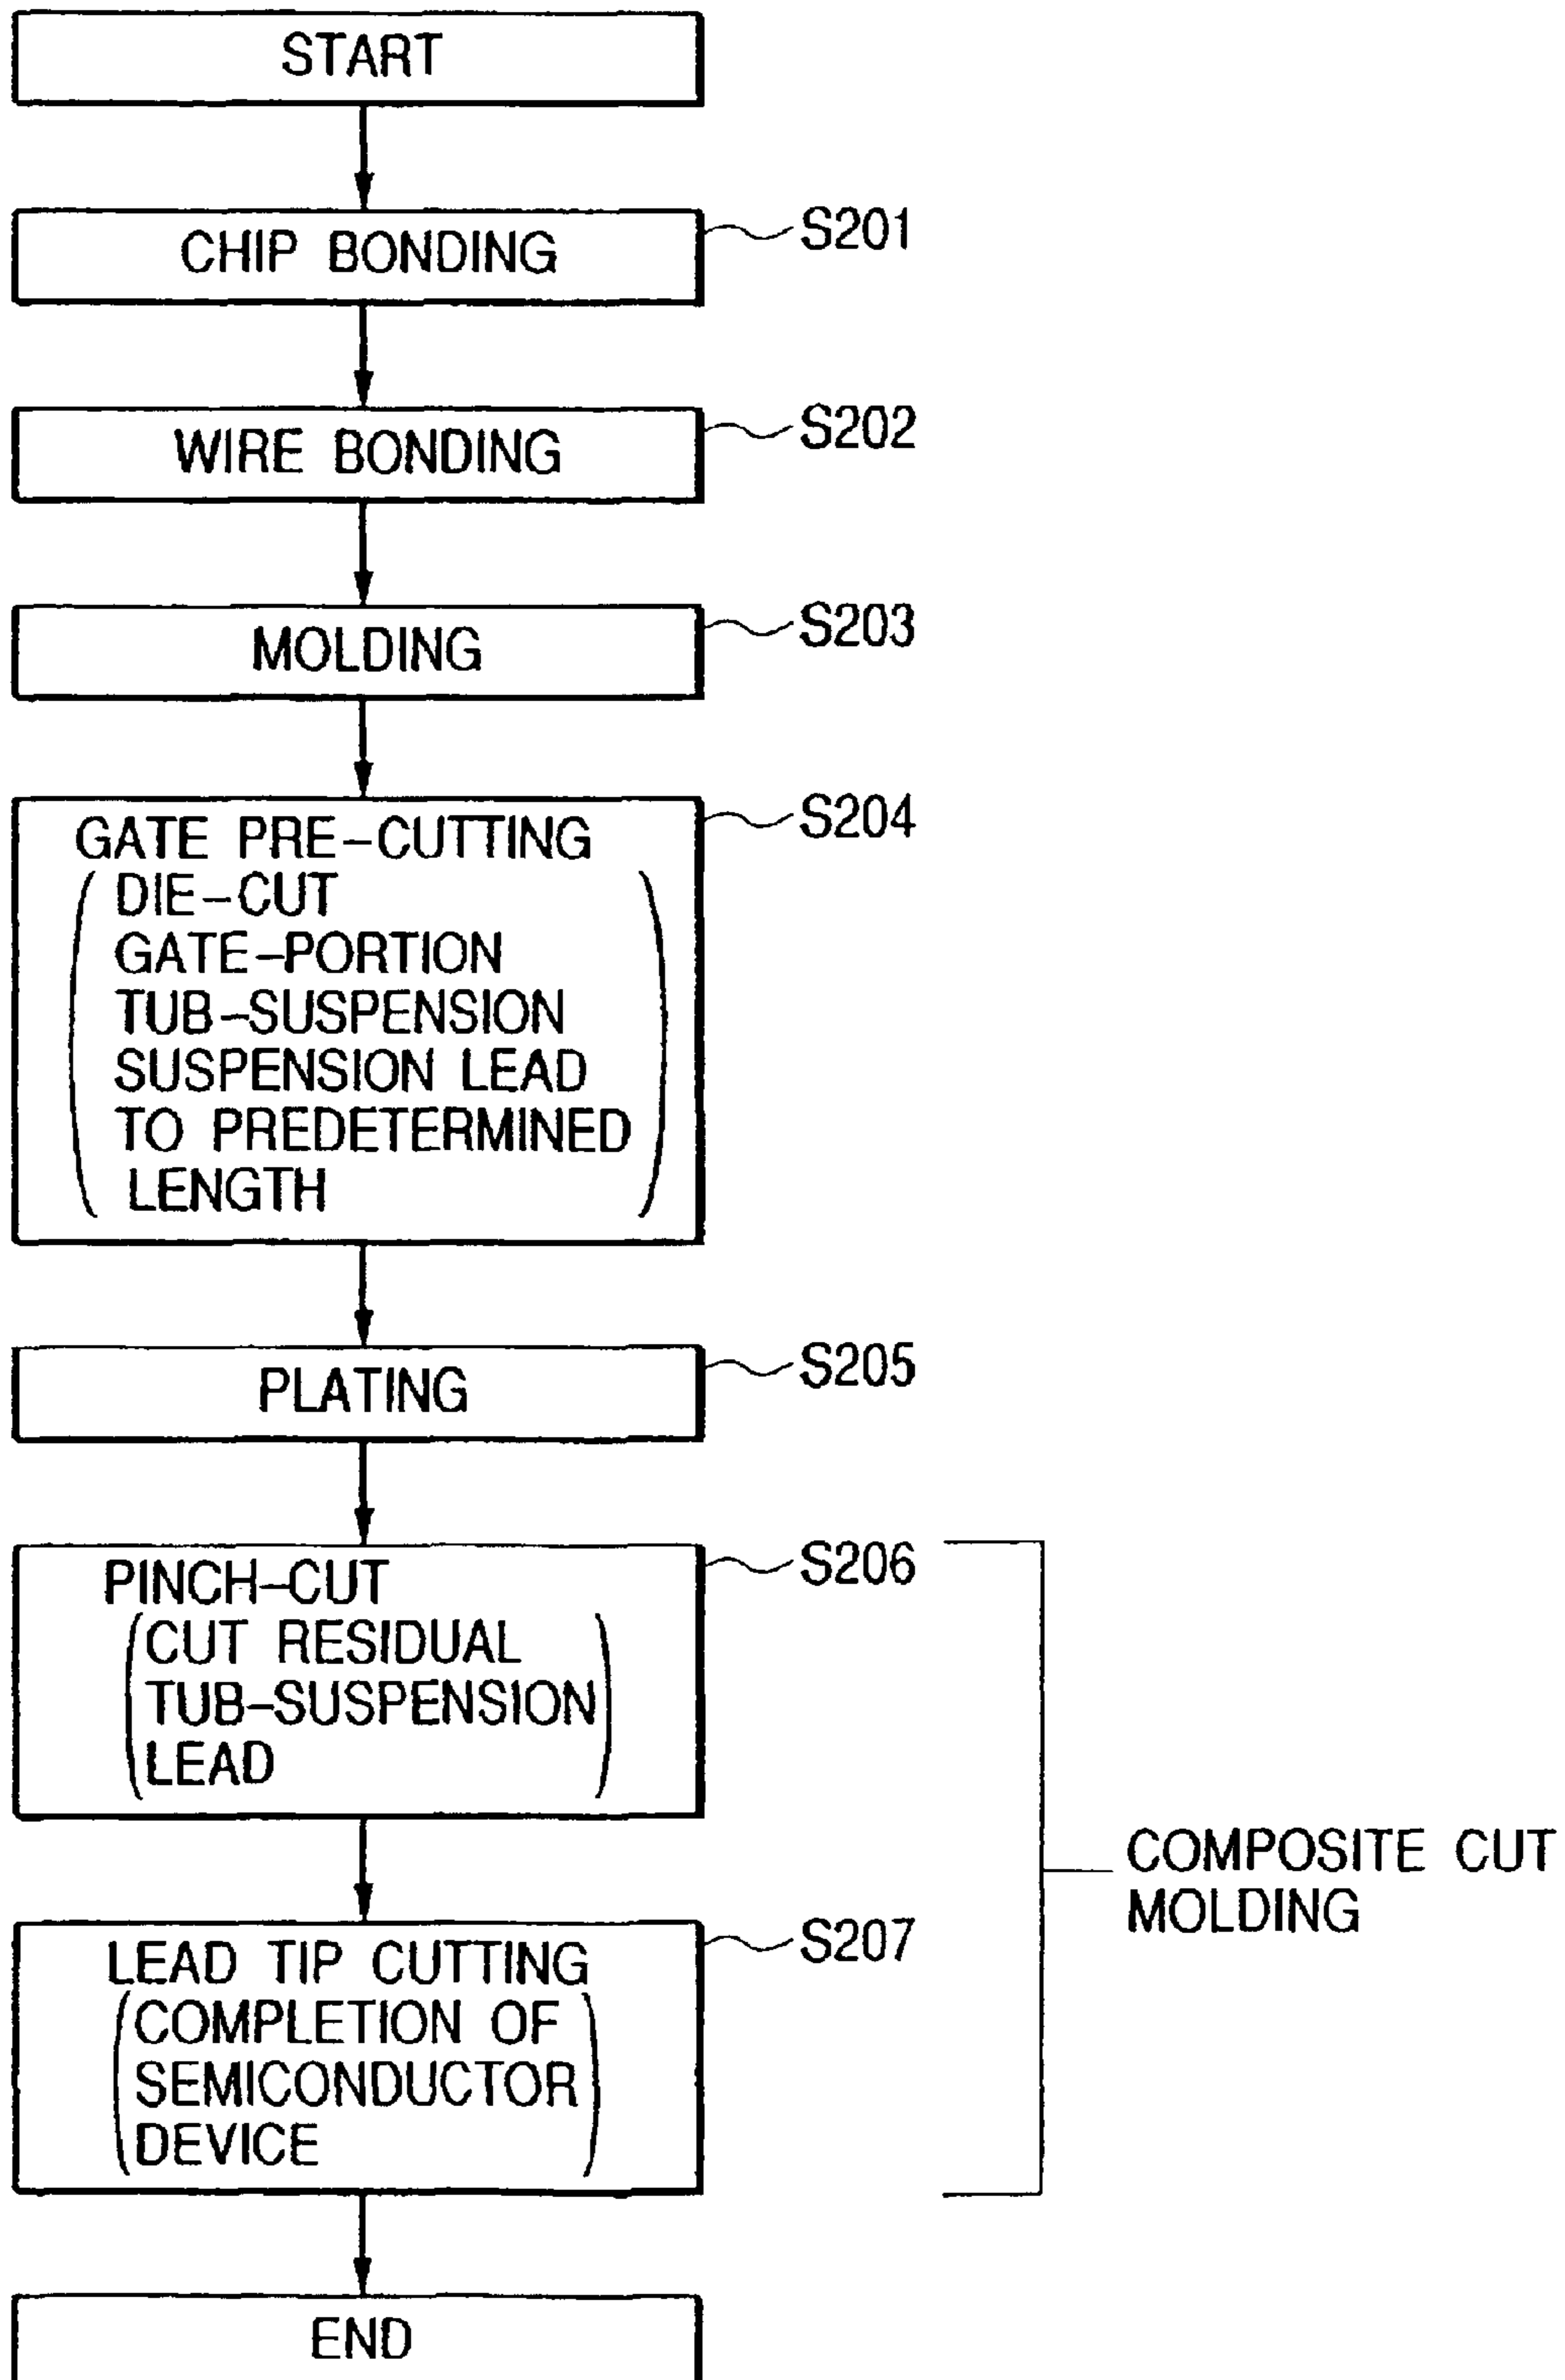 START
CHIP BONDING
S201
WIRE BONDING
S202
MOLDING
S203
GATE PRE-CUTTING
S204
(DIE-CUT
GATE-PORTION
TUB-SUSPENSION
SUSPENSION LEAD
TO PREDETERMINED
LENGTH)
PLATING
S205
PINCH-CUT
S206
(CUT RESIDUAL
TUB-SUSPENSION
LEAD)
COMPOSITE CUT
MOLDING
LEAD TIP CUTTING
S207
(COMPLETION OF
SEMICONDUCTOR
DEVICE)
END